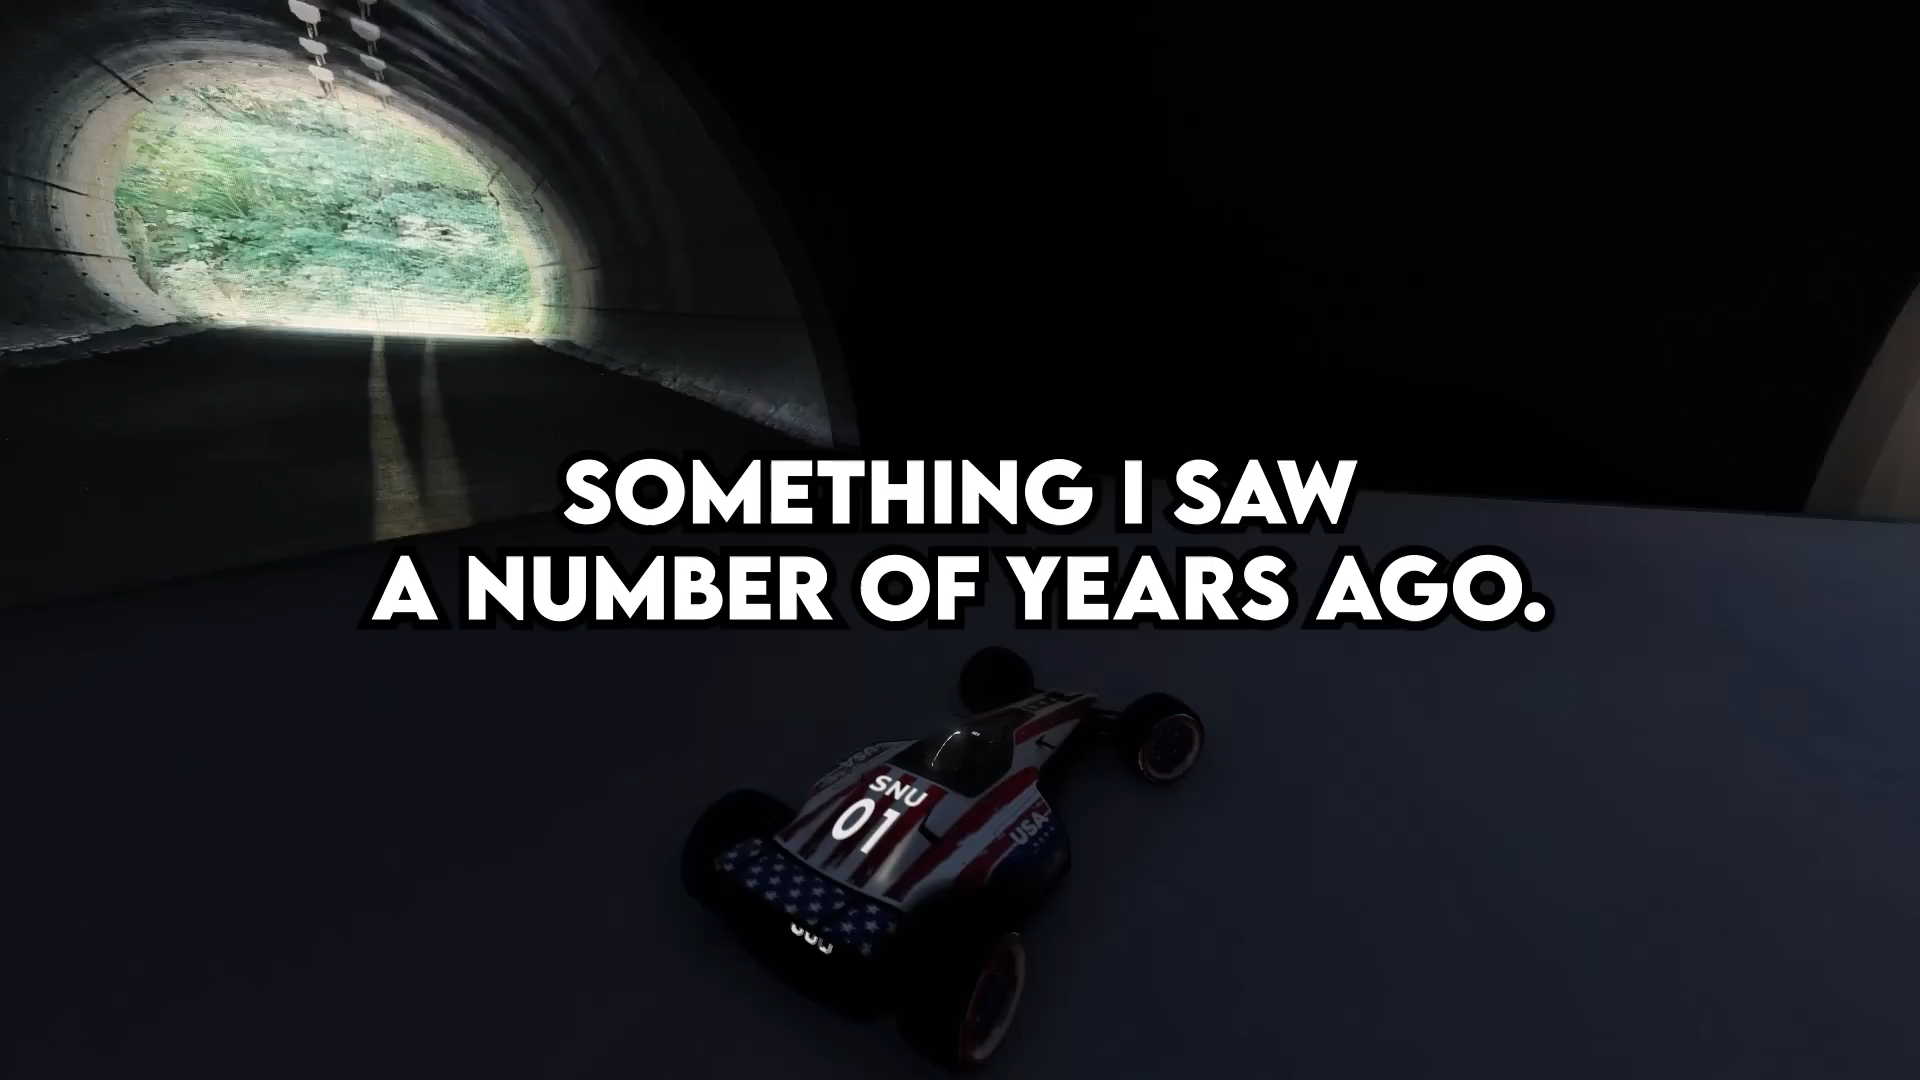 SOMETHING I SAW
A NUMBER OF YEARS AGO.
SNU
01
USA
USA